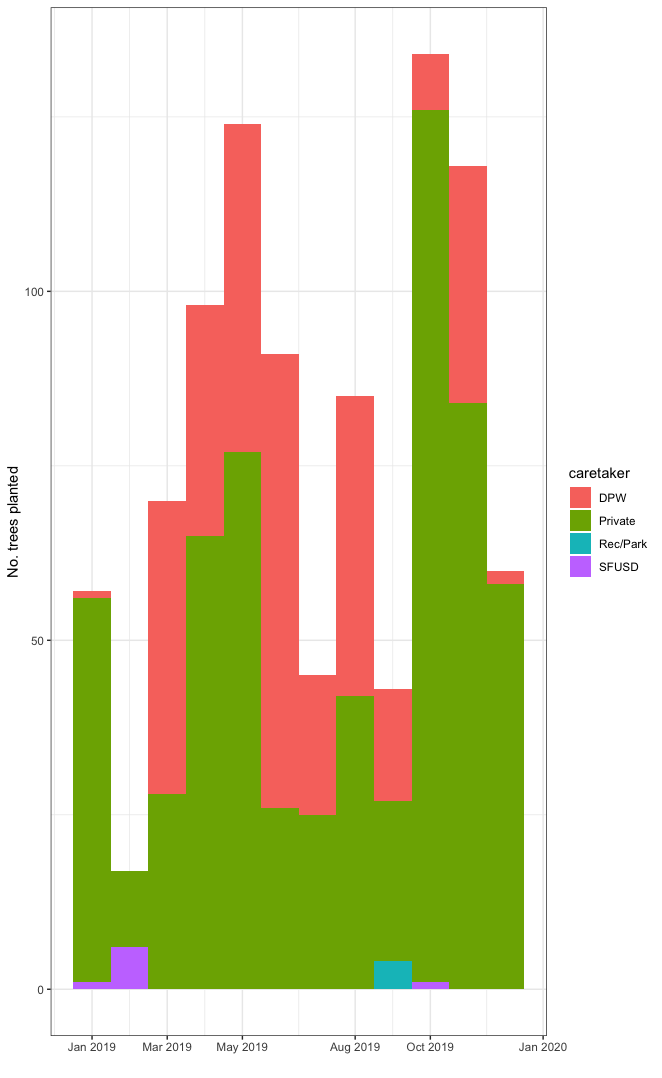 No. trees planted
100
50
0
Jan 2019
Mar 2019
May 2019
Aug 2019
Oct 2019
Jan 2020
caretaker
DPW
Private
Rec/Park
SFUSD